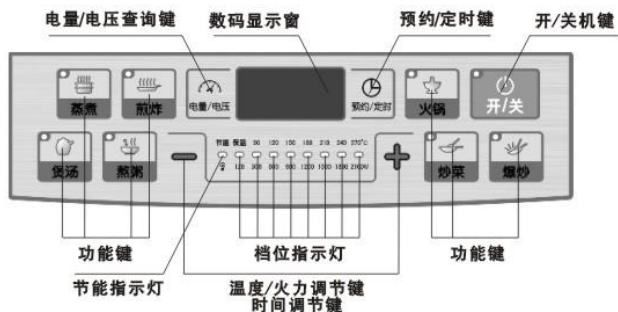 电量/电压查询键 数码显示窗 预约/定时键 开/关机键
蒸煮 煎炸 电量/电压 预约/定时 火锅 开/关
节能 保温 90 120 150 180 210 240 270°C
煲汤 熬粥 炒菜 爆炒
120 300 600 800 1200 1500 1800 2100W
功能键 档位指示灯 功能键
节能指示灯 温度/火力调节键
时间调节键